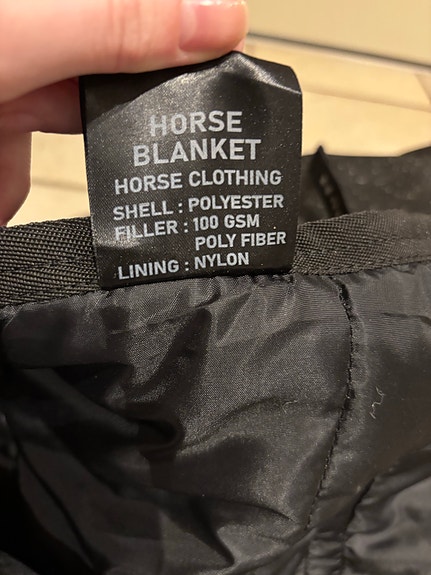 HORSE
BLANKET
HORSE CLOTHING
SHELL : POLYESTER
FILLER : 100 GSM
POLY FIBER
LINING : NYLON